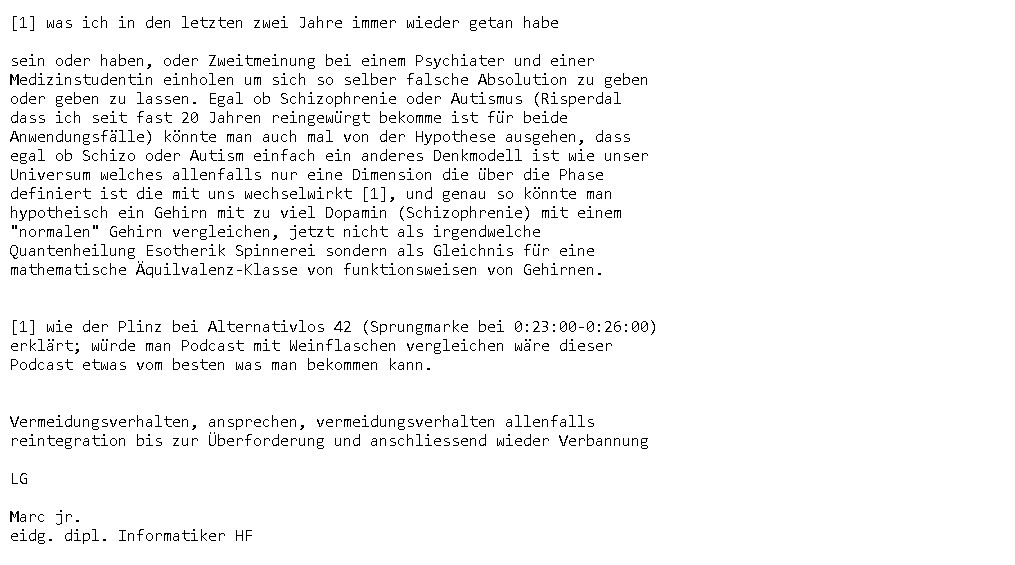 [1] was ich in den letzten zwei Jahre immer wieder getan habe
sein oder haben, oder Zweitmeinung bei einem Psychiater und einer
Medizinstudentin einholen um sich so selber falsche Absolution zu geben
oder geben zu lassen. Egal ob Schizophrenie oder Autismus (Risperdal
dass ich seit fast 20 Jahren reingewürgt bekomme ist für beide
Anwendungsfälle) könnte man auch mal von der Hypothese ausgehen, dass
egal ob Schizo oder Autism einfach ein anderes Denkmodell ist wie unser
Universum welches allenfalls nur eine Dimension die über die Phase
definiert ist die mit uns wechselwirkt [1], und genau so könnte man
hypotheisch ein Gehirn mit zu viel Dopamin (Schizophrenie) mit einem
"normalen" Gehirn vergleichen, jetzt nicht als irgendwelche
Quantenheilung Esotherik Spinnerei sondern als Gleichnis für eine
mathematische Äquilvalenz-Klasse von funktionsweisen von Gehirnen.
[1] wie der Plinz bei Alternativlos 42 (Sprungmarke bei 0:23:00-0:26:00)
erklärt; würde man Podcast mit Weinflaschen vergleichen wäre dieser
Podcast etwas vom besten was man bekommen kann.
Vermeidungsverhalten, ansprechen, vermeidungsverhalten allenfalls
reintegration bis zur Überforderung und anschliessend wieder Verbannung
LG
Marc jr.
eidg. dipl. Informatiker HF